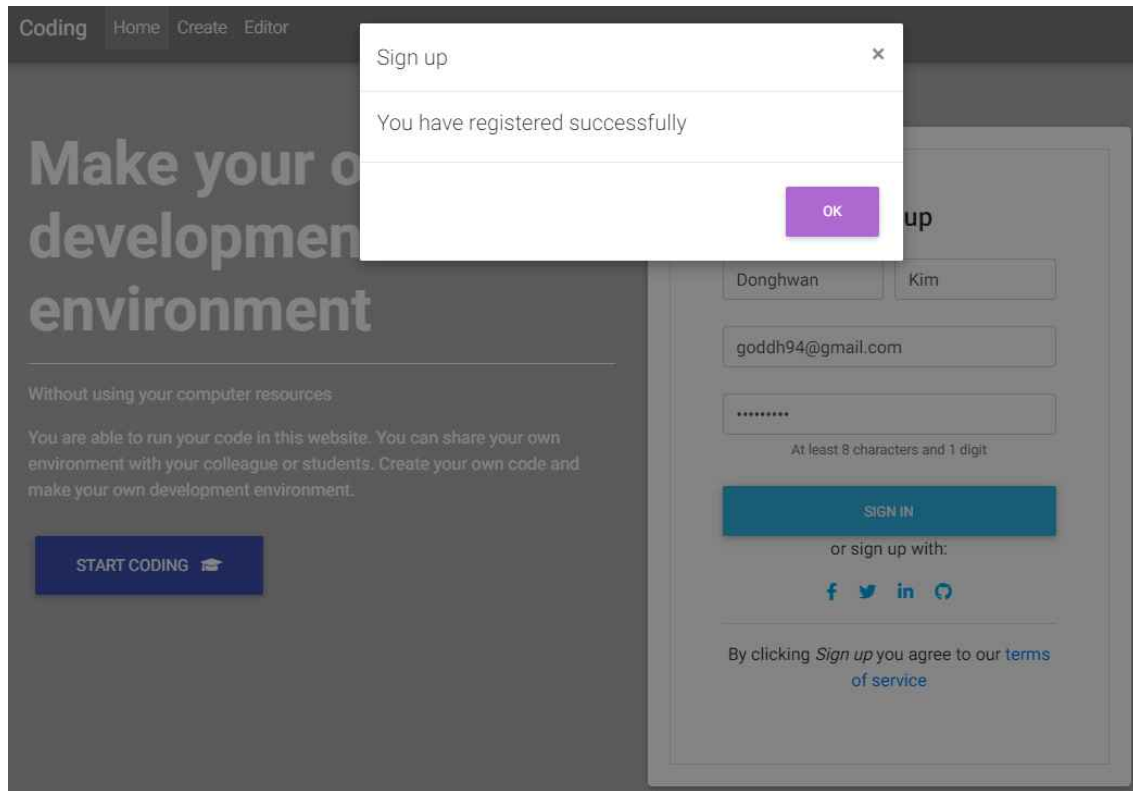 Coding Home Create Editor
Sign up ×
You have registered successfully
OK
Make your o
developmen
environment
Without using your computer resources
You are able to run your code in this website. You can share your own
environment with your colleague or students. Create your own code and
make your own development environment.
START CODING
up
Donghwan Kim
goddh94@gmail.com
•••••••••
At least 8 characters and 1 digit
SIGN IN
or sign up with:
By clicking Sign up you agree to our terms
of service